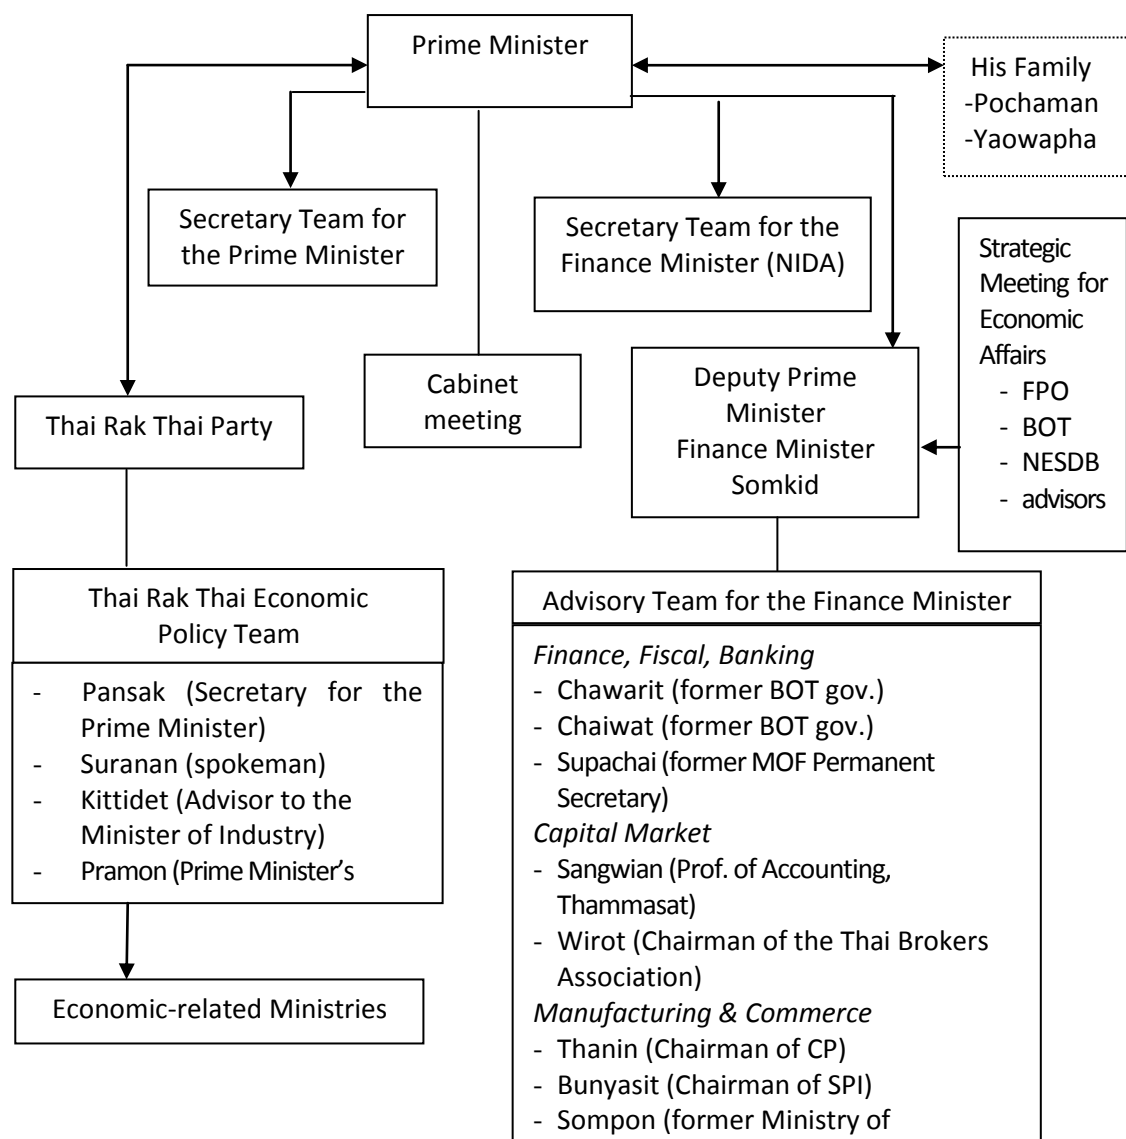 Prime Minister
His Family
-Pochaman
-Yaowapha
Secretary Team for
the Prime Minister
Secretary Team for the
Finance Minister (NIDA)
Strategic
Meeting for
Economic
Affairs
- FPO
- BOT
- NESDB
- advisors
Cabinet
meeting
Deputy Prime
Minister
Finance Minister
Somkid
Thai Rak Thai Party
Thai Rak Thai Economic
Policy Team
- Pansak (Secretary for the
Prime Minister)
- Suranan (spokeman)
- Kittidet (Advisor to the
Minister of Industry)
- Pramon (Prime Minister's
Economic-related Ministries
Advisory Team for the Finance Minister
Finance, Fiscal, Banking
- Chawarit (former BOT gov.)
- Chaiwat (former BOT gov.)
- Supachai (former MOF Permanent
Secretary)
Capital Market
- Sangwian (Prof. of Accounting,
Thammasat)
- Wirot (Chairman of the Thai Brokers
Association)
Manufacturing & Commerce
- Thanin (Chairman of CP)
- Bunyasit (Chairman of SPI)
- Sompon (former Ministry of